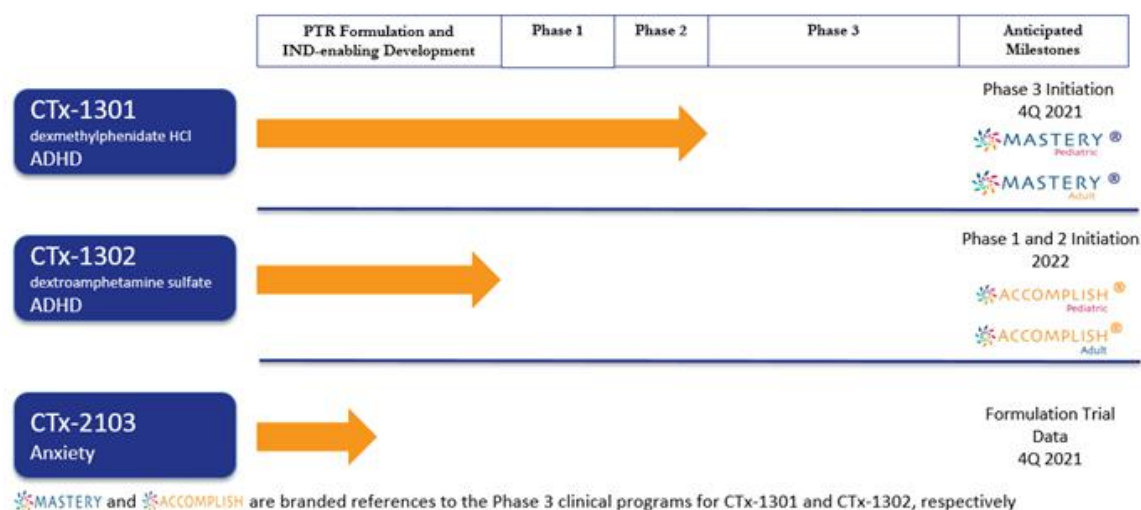 PTR Formulation and
IND-enabling Development
Phase 1
Phase 2
Phase 3
Anticipated
Milestones
CTx-1301
dexmethylphenidate HCl
ADHD
Phase 3 Initiation
4Q 2021
MASTERY ®
Pediatric
MASTERY ®
Adult
CTx-1302
dextroamphetamine sulfate
ADHD
Phase 1 and 2 Initiation
2022
ACCOMPLISH ®
Pediatric
ACCOMPLISH ®
Adult
CTx-2103
Anxiety
Formulation Trial
Data
4Q 2021
MASTERY and ACCOMPLISH are branded references to the Phase 3 clinical programs for CTx-1301 and CTx-1302, respectively